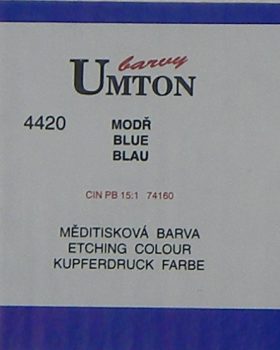 barvy
UMTON
4420 MODŘ
BLUE
BLAU
CIN PB 15:1 74160
MĚDITISKOVÁ BARVA
ETCHING COLOUR
KUPFERDRUCK FARBE